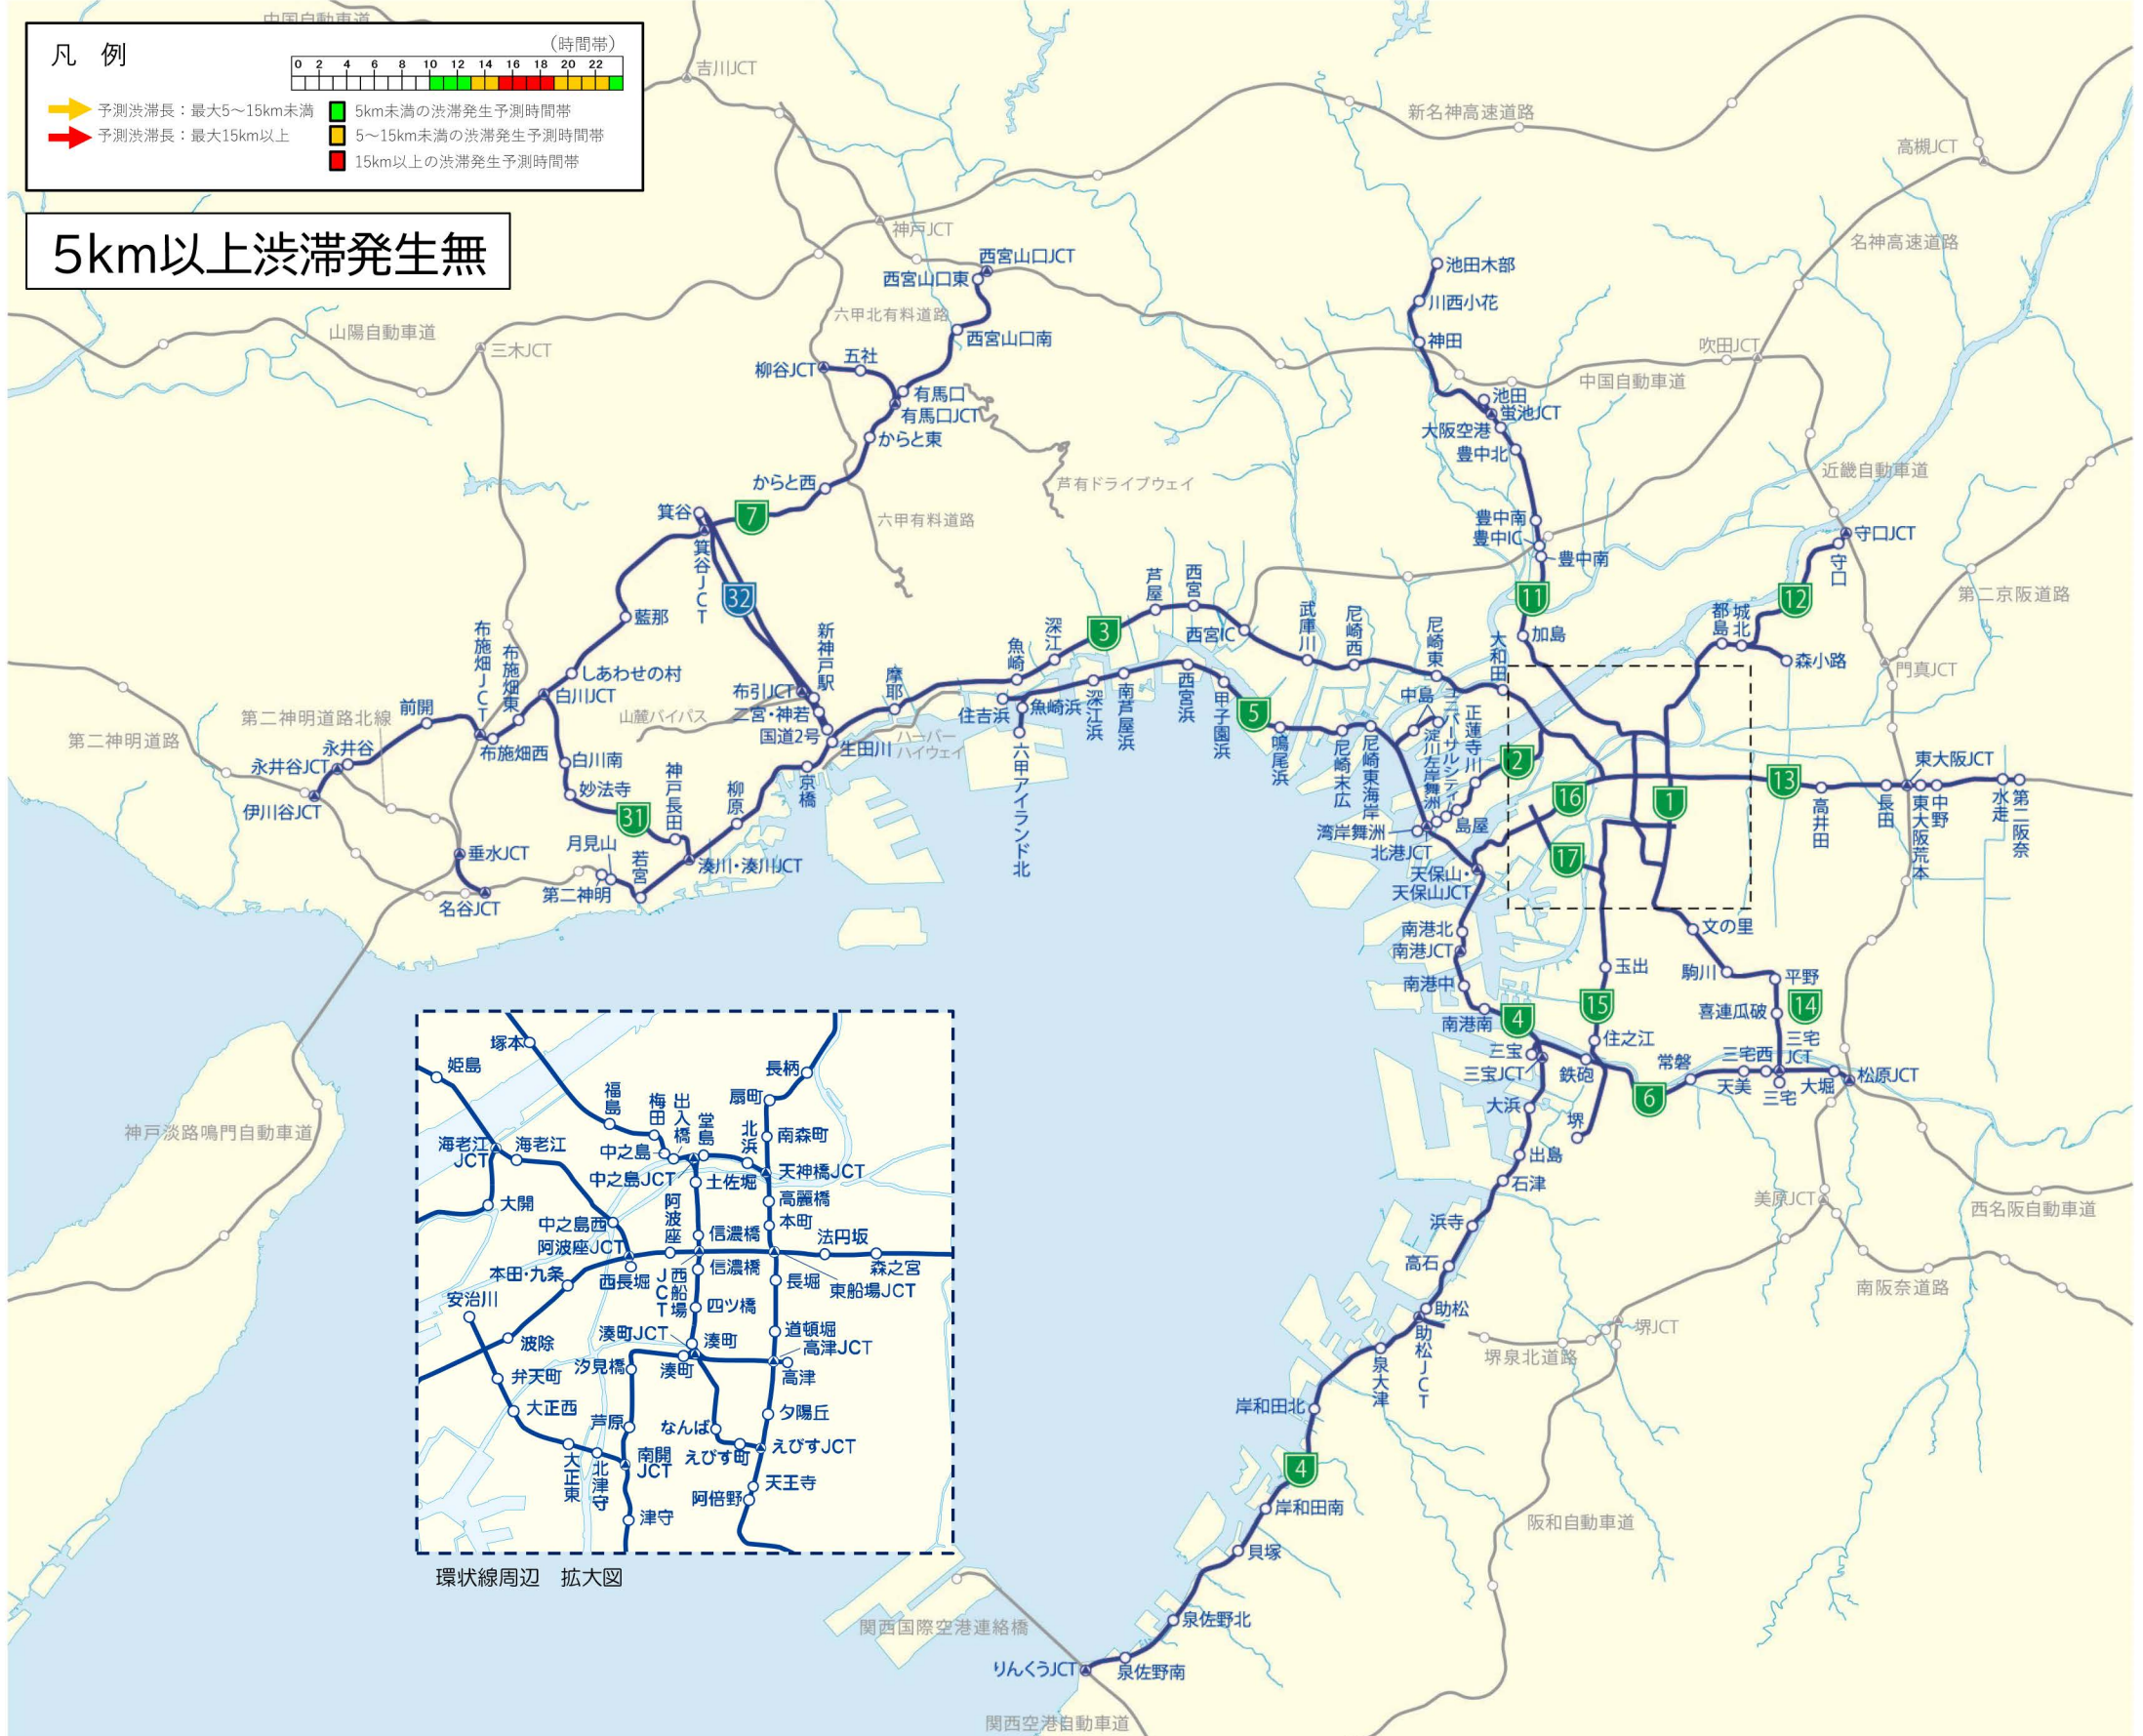 中国自動車道
凡 例
(時間帯)
0 2 4 6 8 10 12 14 16 18 20 22
予測渋滞長：最大5～15km未満
予測渋滞長：最大15km以上
5km未満の渋滞発生予測時間帯
5～15km未満の渋滞発生予測時間帯
15km以上の渋滞発生予測時間帯
5km以上渋滞発生無
吉川JCT
新名神高速道路
高槻JCT
神戸JCT
名神高速道路
西宮山口JCT
西宮山口東
池田木部
川西小花
六甲北有料道路
山陽自動車道
三木JCT
西宮山口南
神田
吹田JCT
中国自動車道
柳谷JCT
五社
有馬口
有馬口JCT
からと東
池田
蛍池JCT
大阪空港
豊中北
近畿自動車道
からと西
芦有ドライブウェイ
六甲有料道路
箕谷
7
箕谷JCT
豊中南
豊中IC
豊中南
守口JCT
守口
32
11
12
第二京阪道路
藍那
芦屋
西宮
3
深江
魚崎
西宮IC
武庫川
尼崎西
尼崎東
大和田
加島
都島
城北
森小路
門真JCT
布施畑JCT
布施畑東
しあわせの村
白川JCT
新神戸駅
布引JCT
二宮・神若
国道2号
摩耶
生田川
山麓バイパス
ハーバー
ハイウェイ
住吉浜
魚崎浜
六甲アイランド北
深江浜
南芦屋浜
西宮浜
甲子園浜
5
鳴尾浜
尼崎末広
尼崎東海岸
中島
淀川左岸舞洲
ユニバーサルシティ
正蓮寺川
2
第二神明道路北線
第二神明道路
前開
永井谷
永井谷JCT
伊川谷JCT
布施畑西
白川南
妙法寺
31
神戸長田
柳原
京橋
月見山
若宮
第二神明
湊川・湊川JCT
垂水JCT
名谷JCT
湾岸舞洲
島屋
北港JCT
天保山・
天保山JCT
16
17
1
13
高井田
長田
東大阪JCT
東大阪荒本
中野
水走
第二阪奈
南港北
南港JCT
南港中
南港南
4
文の里
玉出
駒川
平野
14
喜連瓜破
15
住之江
三宅
JCT
三宅西
常磐
天美
三宅
大堀
松原JCT
三宝
三宝JCT
鉄砲
6
大浜
堺
出島
石津
浜寺
高石
助松
助松JCT
泉大津
岸和田北
4
岸和田南
貝塚
泉佐野北
泉佐野南
りんくうJCT
関西国際空港連絡橋
関西空港自動車道
美原JCT
西名阪自動車道
南阪奈道路
堺JCT
堺泉北道路
阪和自動車道
神戸淡路鳴門自動車道
塚本
姫島
長柄
福島
梅田
出入橋
堂島
扇町
北浜
南森町
海老江
JCT
海老江
中之島
中之島JCT
土佐堀
天神橋JCT
高麗橋
大開
中之島西
阿波座
信濃橋
本町
法円坂
阿波座JCT
本田・九条
西長堀
西船場JCT
信濃橋
長堀
東船場JCT
森之宮
安治川
四ツ橋
波除
湊町JCT
湊町
道頓堀
高津JCT
汐見橋
湊町
高津
弁天町
大正西
芦原
なんば
夕陽丘
えびす町
えびすJCT
大正東
北津守
南開
JCT
天王寺
阿倍野
津守
環状線周辺 拡大図